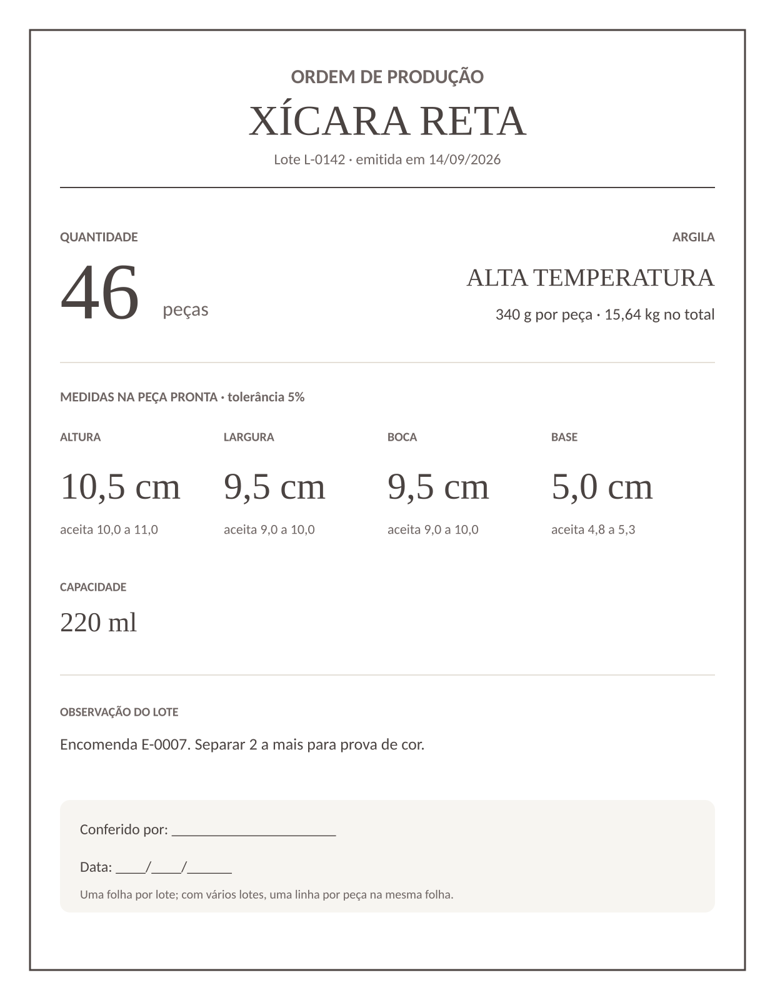 ORDEM DE PRODUÇÃO
XÍCARA RETA
Lote L-0142 · emitida em 14/09/2026
QUANTIDADE
46 peças
ARGILA
ALTA TEMPERATURA
340 g por peça · 15,64 kg no total
MEDIDAS NA PEÇA PRONTA · tolerância 5%
ALTURA LARGURA BOCA BASE
10,5 cm 9,5 cm 9,5 cm 5,0 cm
aceita 10,0 a 11,0 aceita 9,0 a 10,0 aceita 9,0 a 10,0 aceita 4,8 a 5,3
CAPACIDADE
220 ml
OBSERVAÇÃO DO LOTE
Encomenda E-0007. Separar 2 a mais para prova de cor.
Conferido por: ______________________
Data: ____/____/______
Uma folha por lote; com vários lotes, uma linha por peça na mesma folha.